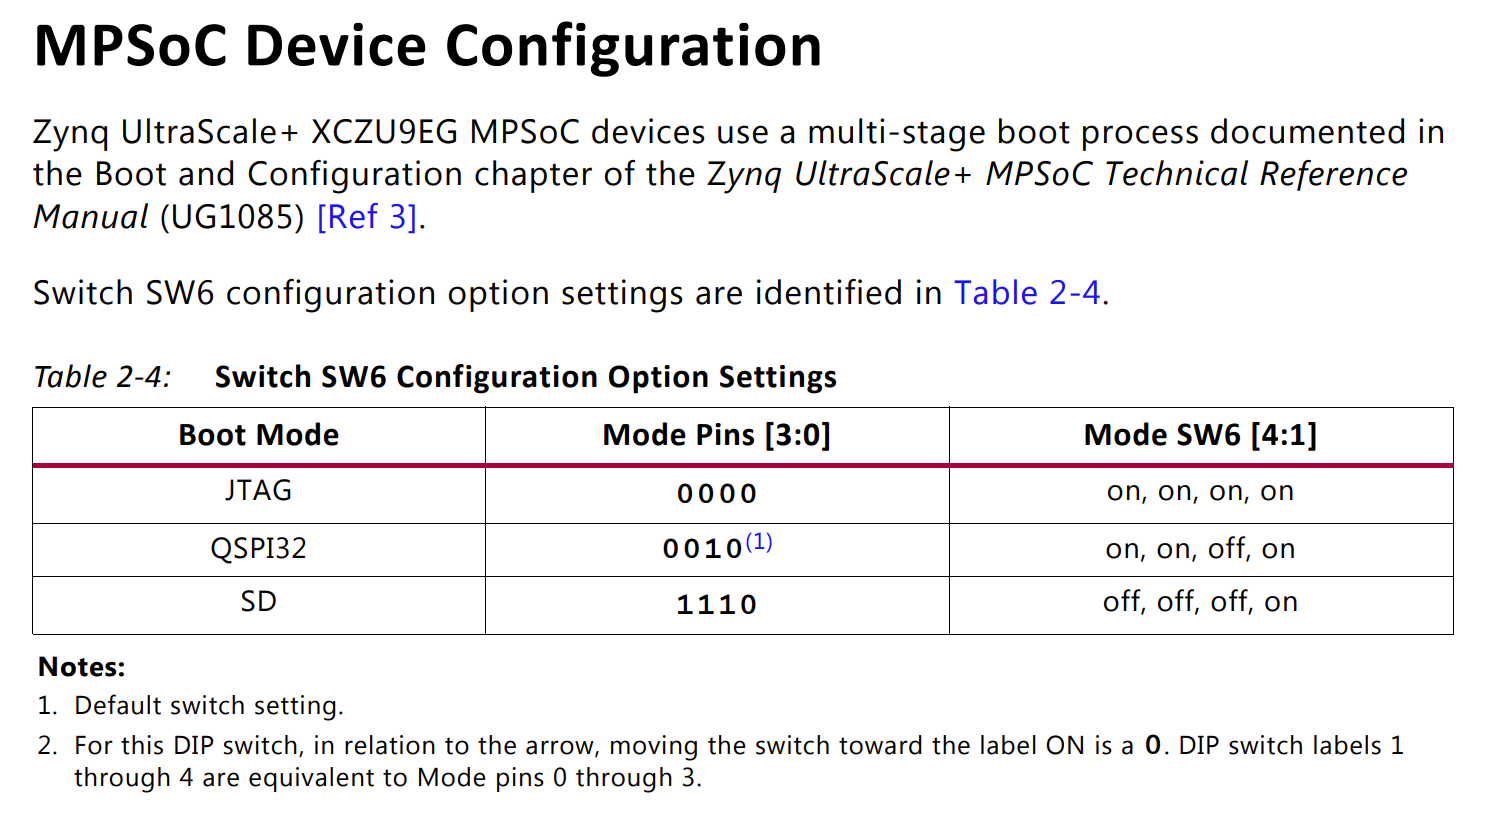 MPSoC Device Configuration
Zynq UltraScale+ XCZU9EG MPSoC devices use a multi-stage boot process documented in
the Boot and Configuration chapter of the Zynq UltraScale+ MPSoC Technical Reference
Manual (UG1085) [Ref 3].
Switch SW6 configuration option settings are identified in Table 2-4.
Table 2-4: Switch SW6 Configuration Option Settings
Boot Mode Mode Pins [3:0] Mode SW6 [4:1]
JTAG 0000 on, on, on, on
QSPI32 0010(1) on, on, off, on
SD 1110 off, off, off, on
Notes:
1. Default switch setting.
2. For this DIP switch, in relation to the arrow, moving the switch toward the label ON is a 0. DIP switch labels 1
through 4 are equivalent to Mode pins 0 through 3.